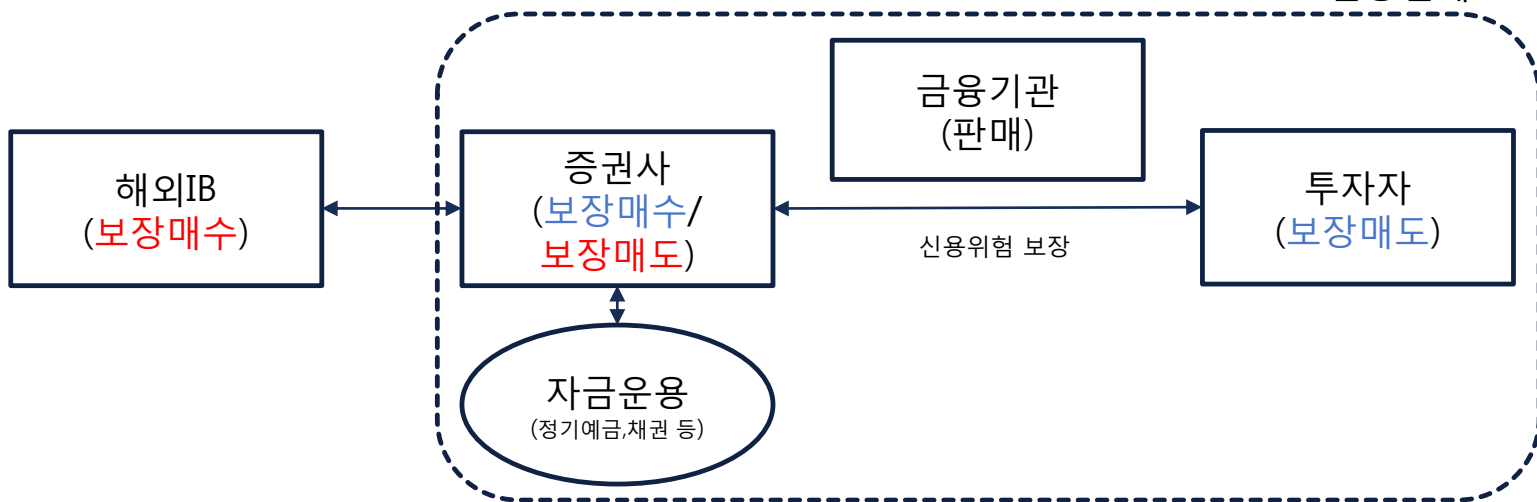 금융기관
(판매)
해외IB
(보장매수)
증권사
(보장매수/
보장매도)
투자자
(보장매도)
신용위험 보장
자금운용
(정기예금,채권 등)